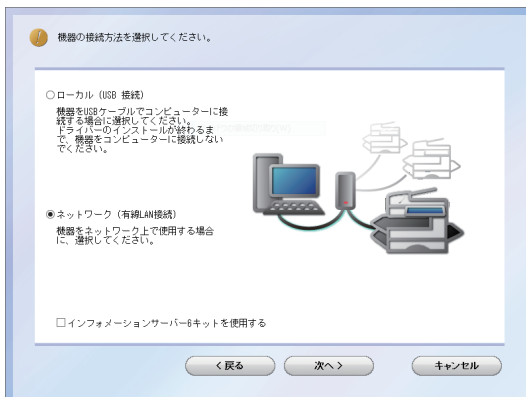 機器の接続方法を選択してください。
ローカル（USB 接続）
機器をUSBケーブルでコンピューターに接
続する場合に選択してください。
ドライバーのインストールが終わるま
で、機器をコンピューターに接続しない
でください。
ネットワーク（有線LAN接続）
機器をネットワーク上で使用する場合
に、選択してください。
インフォメーションサーバー6キットを使用する
＜戻る
次へ＞
キャンセル